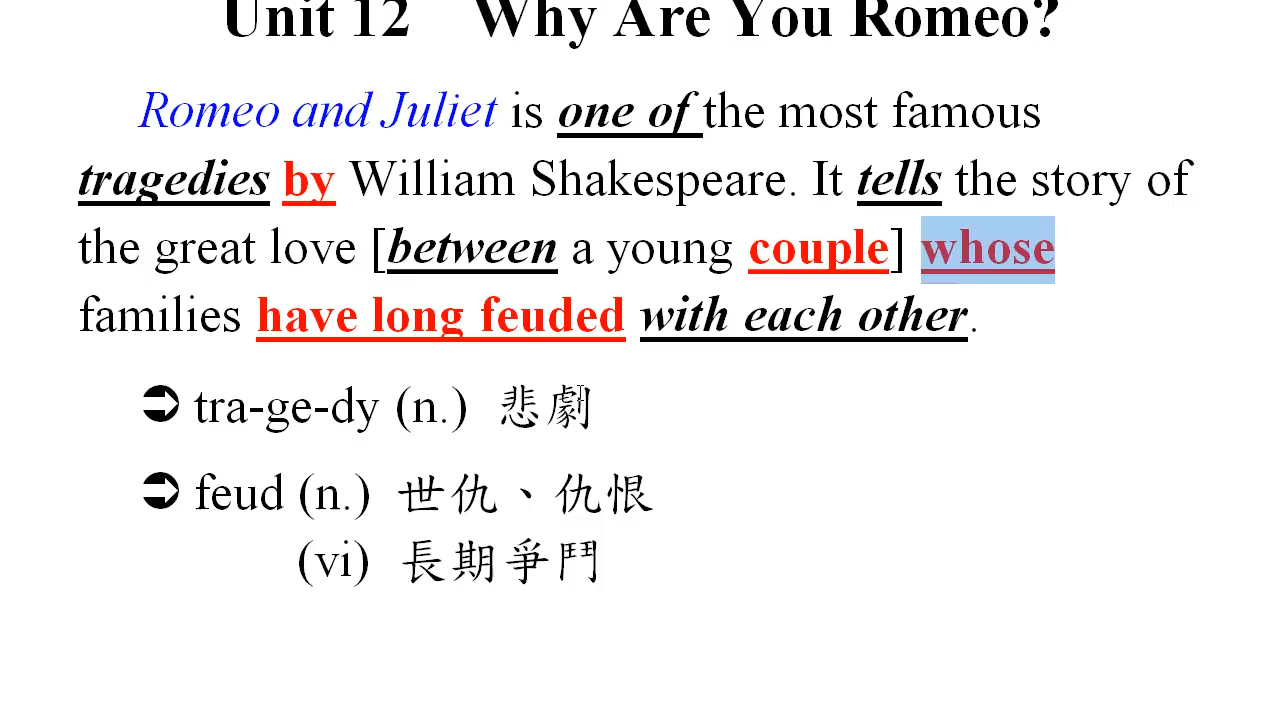 Unit 12 Why Are You Romeo?
Romeo and Juliet is one of the most famous
tragedies by William Shakespeare. It tells the story of
the great love [between a young couple] whose
families have long feuded with each other.
➲ tra-ge-dy (n.) 悲劇
➲ feud (n.) 世仇、仇恨
(vi) 長期爭鬥